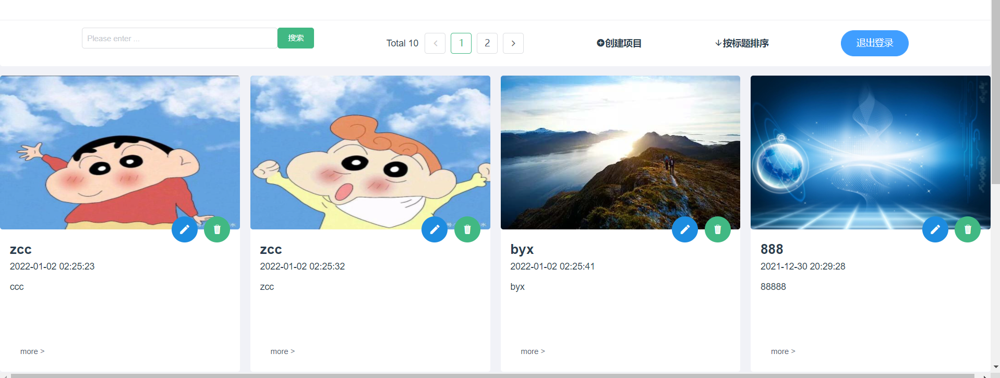 Please enter ...
搜索
Total 10
1
2
创建项目
按标题排序
退出登录
zcc
2022-01-02 02:25:23
ccc
more >
zcc
2022-01-02 02:25:32
zcc
more >
byx
2022-01-02 02:25:41
byx
more >
888
2021-12-30 20:29:28
88888
more >